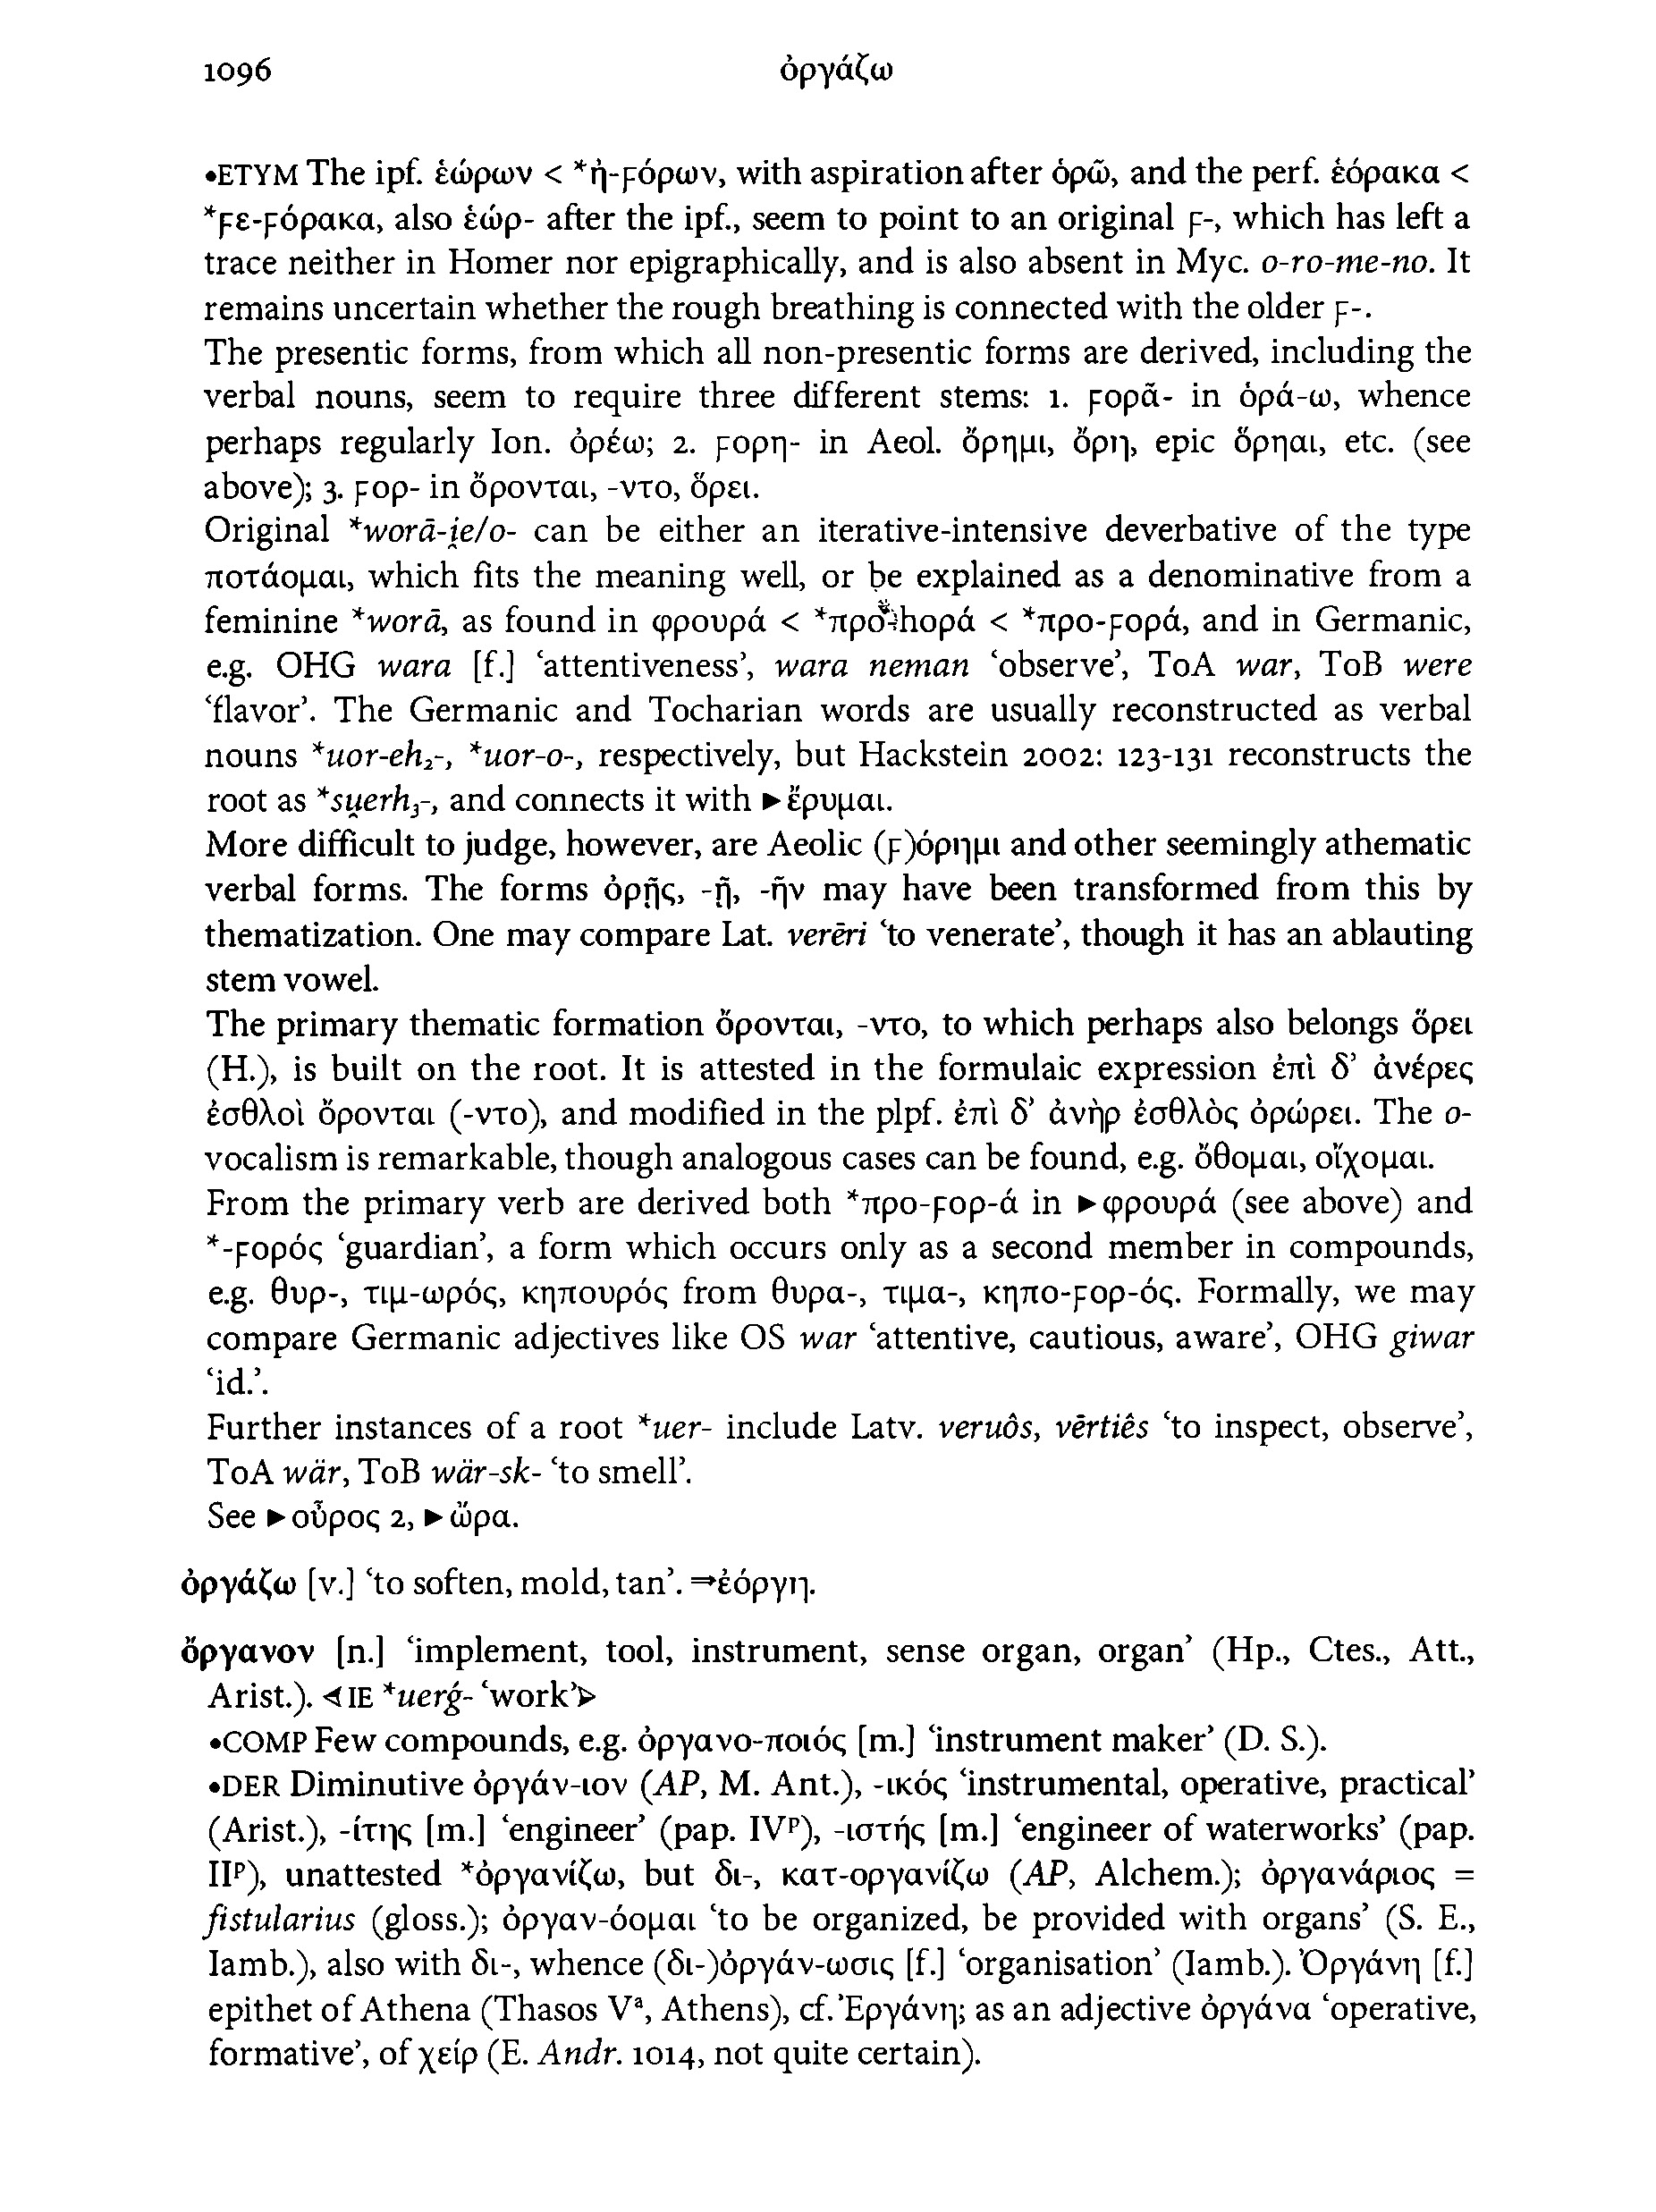 1096 ὀργάζω
•ETYM The ipf. ἑώρων < *ἠ-ϝόρων, with aspiration after ὁρῶ, and the perf. ἑόρακα <
*ϝε-ϝόρακα, also ἑώρ- after the ipf., seem to point to an original ϝ-, which has left a
trace neither in Homer nor epigraphically, and is also absent in Myc. o-ro-me-no. It
remains uncertain whether the rough breathing is connected with the older ϝ-.
The presentic forms, from which all non-presentic forms are derived, including the
verbal nouns, seem to require three different stems: 1. ϝορᾱ- in ὁρά-ω, whence
perhaps regularly Ion. ὁρέω; 2. ϝορη- in Aeol. ὄρημι, ὄρη, epic ὄρηαι, etc. (see
above); 3. ϝορ- in ὄρονται, -ντο, ὄρει.
Original *worā-i̯e/o- can be either an iterative-intensive deverbative of the type
ποτάομαι, which fits the meaning well, or be explained as a denominative from a
feminine *worā, as found in φρουρά < *προ-hορά < *προ-ϝορά, and in Germanic,
e.g. OHG wara [f.] ‘attentiveness’, wara neman ‘observe’, ToA war, ToB were
‘flavor’. The Germanic and Tocharian words are usually reconstructed as verbal
nouns *uor-eh₂-, *uor-o-, respectively, but Hackstein 2002: 123-131 reconstructs the
root as *su̯erh₃-, and connects it with ►ἔρυμαι.
More difficult to judge, however, are Aeolic (ϝ)όρημι and other seemingly athematic
verbal forms. The forms ὁρῇς, -ῇ, -ῆν may have been transformed from this by
thematization. One may compare Lat. verēri ‘to venerate’, though it has an ablauting
stem vowel.
The primary thematic formation ὄρονται, -ντο, to which perhaps also belongs ὄρει
(H.), is built on the root. It is attested in the formulaic expression ἐπὶ δ’ ἀνέρες
ἐσθλοὶ ὄρονται (-ντο), and modified in the plpf. ἐπὶ δ’ ἀνὴρ ἐσθλὸς ὀρώρει. The o-
vocalism is remarkable, though analogous cases can be found, e.g. ὄθομαι, οἴχομαι.
From the primary verb are derived both *προ-ϝορ-ά in ►φρουρά (see above) and
*-ϝορός ‘guardian’, a form which occurs only as a second member in compounds,
e.g. θυρ-, τιμ-ωρός, κηπουρός from θυρα-, τιμα-, κηπο-ϝορ-ός. Formally, we may
compare Germanic adjectives like OS war ‘attentive, cautious, aware’, OHG giwar
‘id.’.
Further instances of a root *uer- include Latv. veruôs, vērtiês ‘to inspect, observe’,
ToA wär, ToB wär-sk- ‘to smell’.
See ►οὖρος 2, ►ὤρα.
ὀργάζω [v.] ‘to soften, mold, tan’. ⇒ἐόργη.
ὄργανον [n.] ‘implement, tool, instrument, sense organ, organ’ (Hp., Ctes., Att.,
Arist.). ⊲IE *uerǵ- ‘work’⊳
•COMP Few compounds, e.g. ὀργανο-ποιός [m.] ‘instrument maker’ (D. S.).
•DER Diminutive ὀργάν-ιον (AP, M. Ant.), -ικός ‘instrumental, operative, practical’
(Arist.), -ίτης [m.] ‘engineer’ (pap. IVᵖ), -ιστής [m.] ‘engineer of waterworks’ (pap.
IIᵖ), unattested *ὀργανίζω, but δι-, κατ-οργανίζω (AP, Alchem.); ὀργανάριος =
fistularius (gloss.); ὀργαν-όομαι ‘to be organized, be provided with organs’ (S. E.,
Iamb.), also with δι-, whence (δι-)ὀργάν-ωσις [f.] ‘organisation’ (Iamb.). Ὀργάνη [f.]
epithet of Athena (Thasos Vᵃ, Athens), cf. Ἐργάνη; as an adjective ὀργάνα ‘operative,
formative’, of χείρ (E. Andr. 1014, not quite certain).